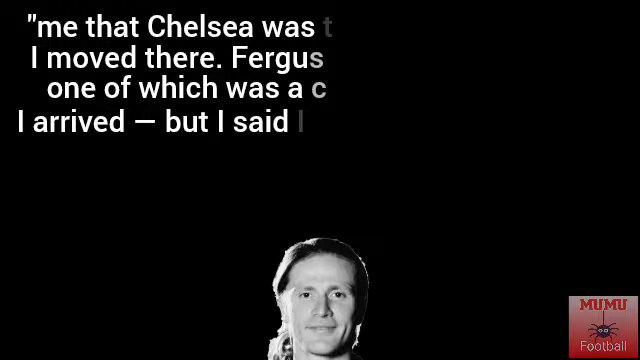 "me that Chelsea was t
I moved there. Fergus
one of which was a c
I arrived — but I said I
MUMU
Football